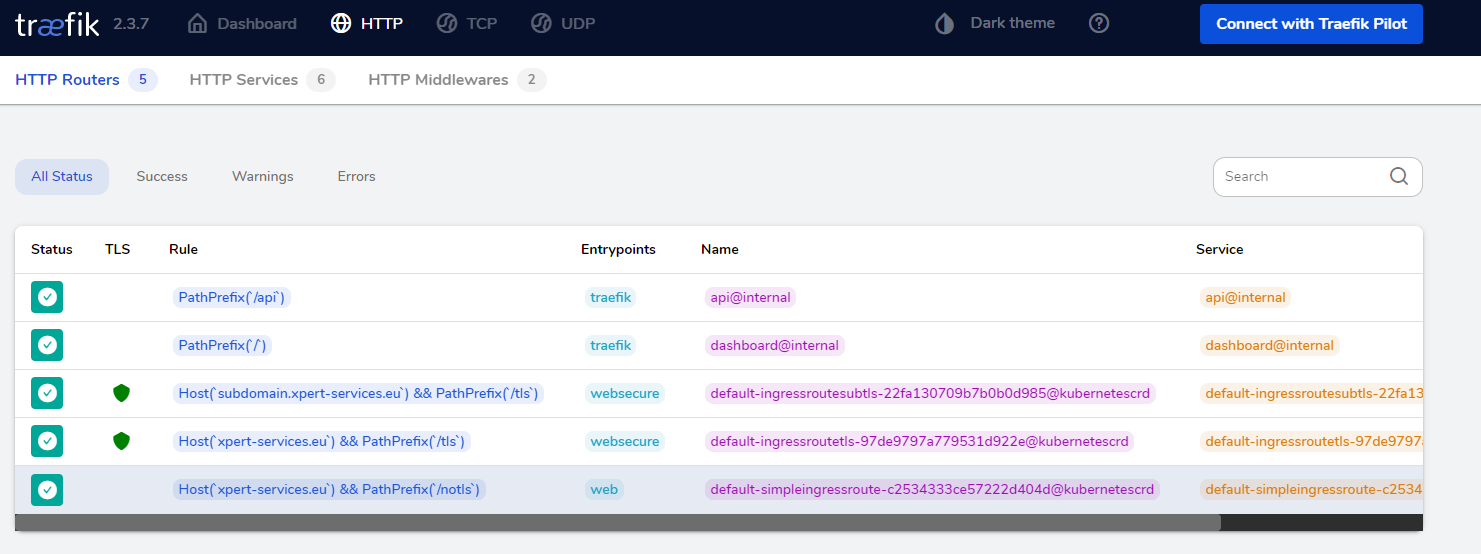 træfik 2.3.7 Dashboard HTTP TCP UDP Dark theme Connect with Traefik Pilot
HTTP Routers 5 HTTP Services 6 HTTP Middlewares 2
All Status Success Warnings Errors Search
Status TLS Rule Entrypoints Name Service
PathPrefix(`/api`) traefik api@internal api@internal
PathPrefix(`/`) traefik dashboard@internal dashboard@internal
Host(`subdomain.xpert-services.eu`) && PathPrefix(`/tls`) websecure default-ingressroutesubtls-22fa130709b7b0b0d985@kubernetescrd default-ingressroutesubtls-22fa13
Host(`xpert-services.eu`) && PathPrefix(`/tls`) websecure default-ingressroutetls-97de9797a779531d922e@kubernetescrd default-ingressroutetls-97de9797
Host(`xpert-services.eu`) && PathPrefix(`/notls`) web default-simpleingressroute-c2534333ce57222d404d@kubernetescrd default-simpleingressroute-c2534